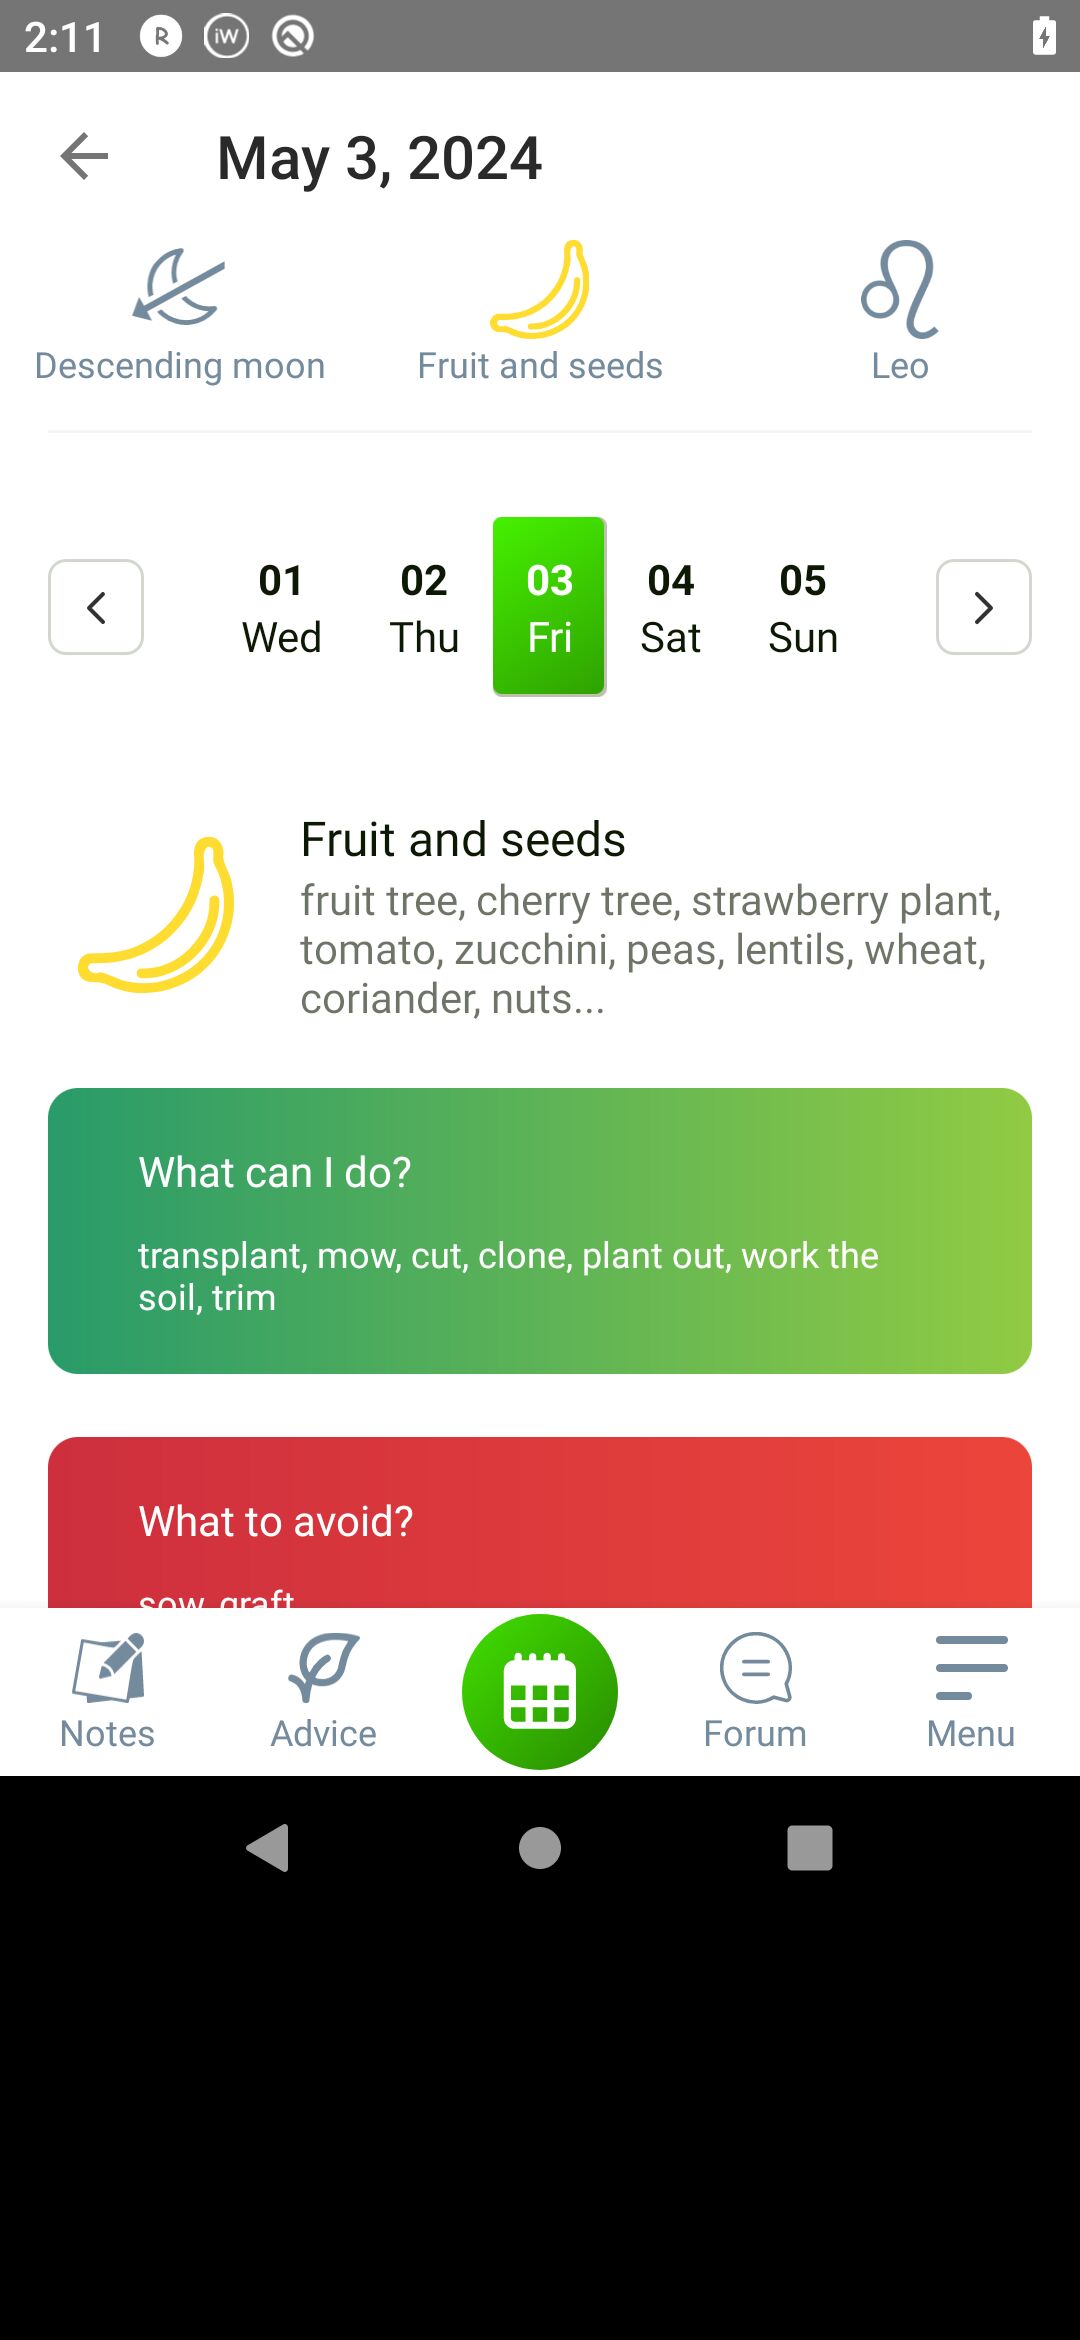 2:11
R
iW
May 3, 2024
Descending moon
Fruit and seeds
Leo
01
02
03
04
05
Wed
Thu
Fri
Sat
Sun
Fruit and seeds
fruit tree, cherry tree, strawberry plant,
tomato, zucchini, peas, lentils, wheat,
coriander, nuts...
What can I do?
transplant, mow, cut, clone, plant out, work the
soil, trim
What to avoid?
sow, graft
Notes
Advice
Forum
Menu